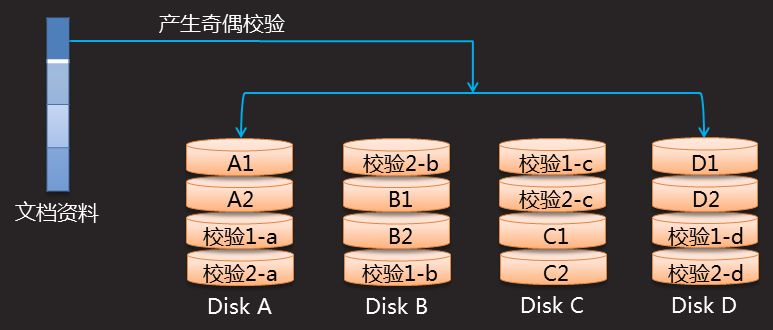 产生奇偶校验
文档资料
A1
校验2-b
校验1-c
D1
A2
B1
校验2-c
D2
校验1-a
B2
C1
校验1-d
校验2-a
校验1-b
C2
校验2-d
Disk A
Disk B
Disk C
Disk D